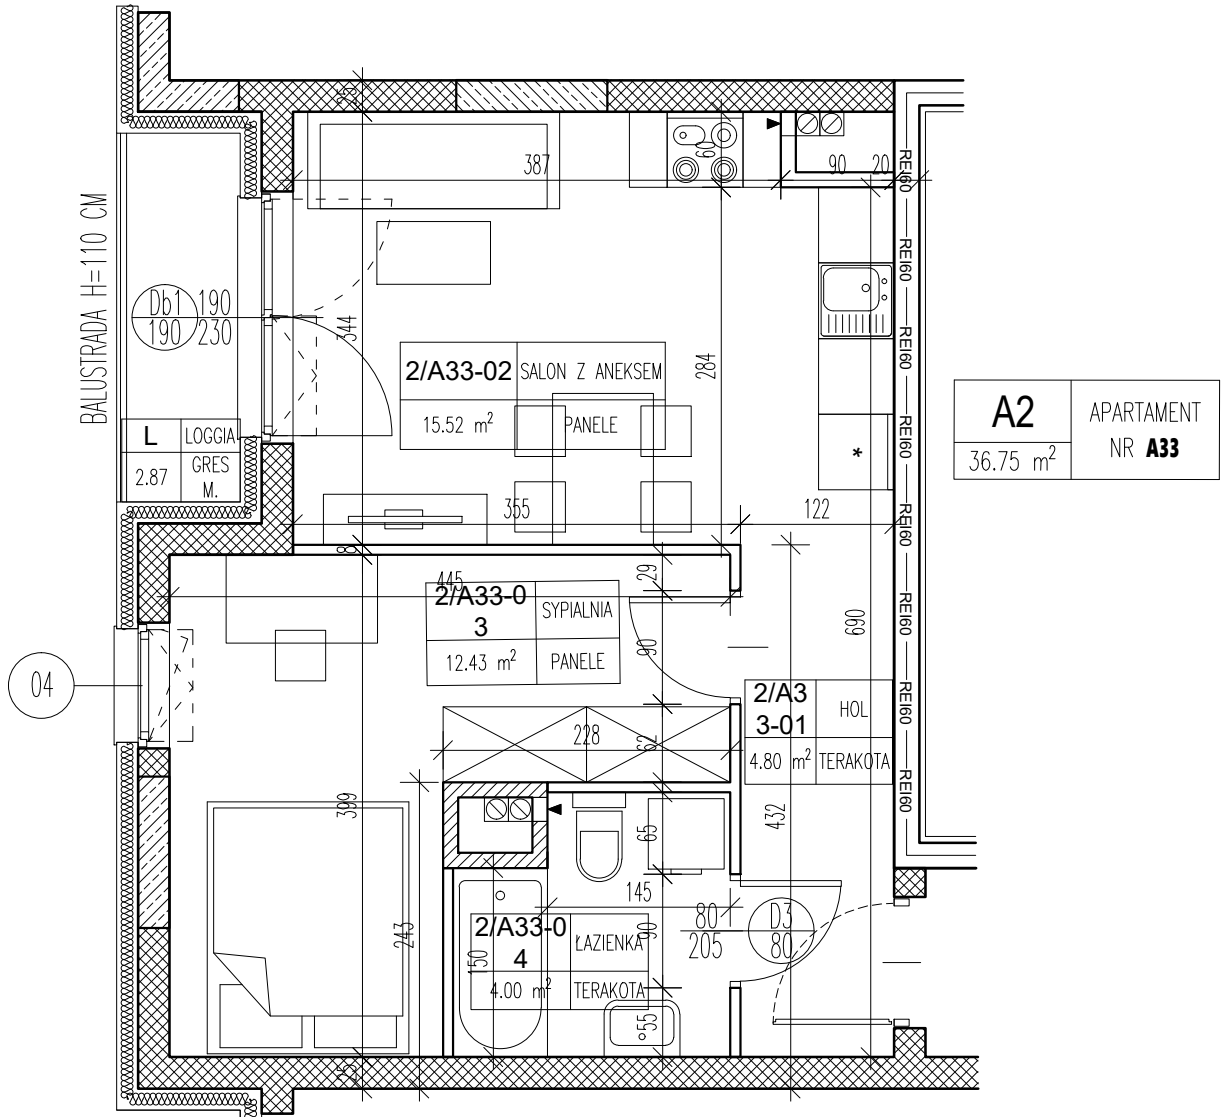 25
387
60
90
20
REI60
BALUSTRADA H=110 CM
Db1
190
190
230
344
284
REI60
2/A33-02
SALON Z ANEKSEM
15.52 m²
PANELE
REI60
L
LOGGIA
2.87
GRES
M.
REI60
*
A2
APARTAMENT
NR A33
36.75 m²
355
122
REI60
8
29
445
2/A33-0
3
SYPIALNIA
12.43 m²
PANELE
90
690
REI60
04
2/A3
3-01
HOL
4.80 m²
TERAKOTA
REI60
228
62
399
65
432
REI60
145
243
150
2/A33-0
4
ŁAZIENKA
4.00 m²
TERAKOTA
90
80
205
D3
80
55
25